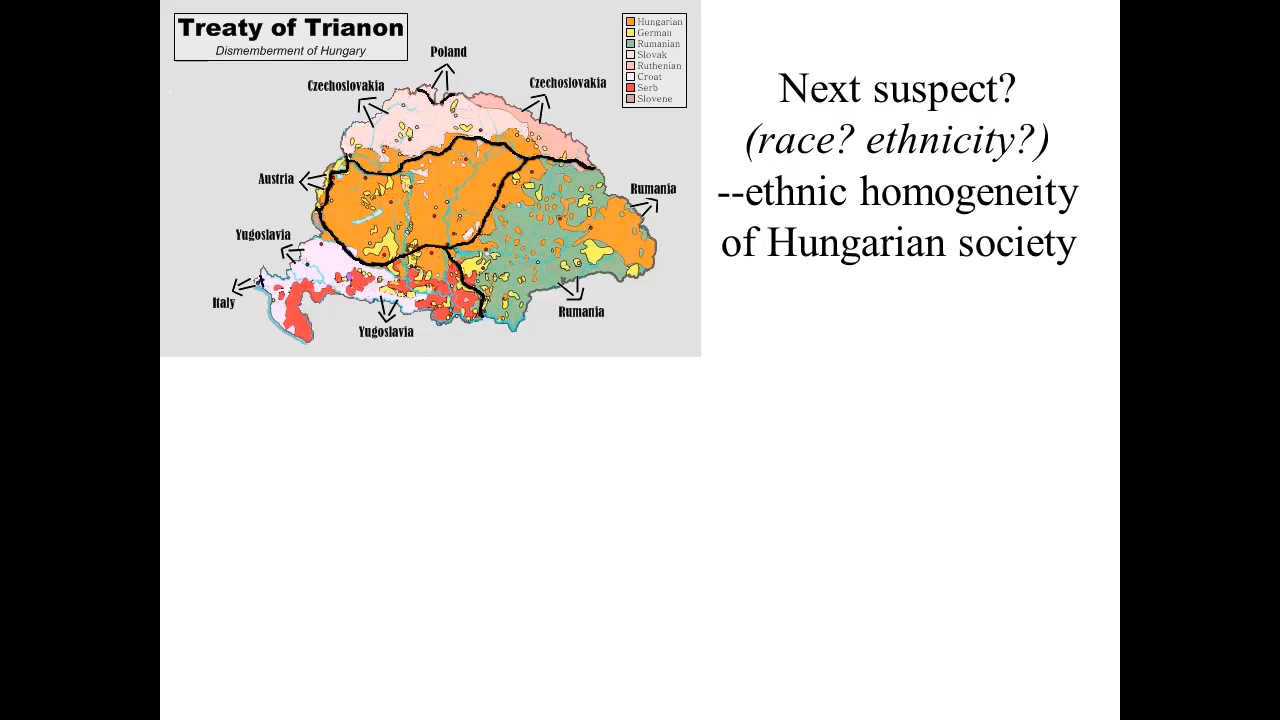 Treaty of Trianon
Dismemberment of Hungary
Hungarian
German
Rumanian
Slovak
Ruthenian
Croat
Serb
Slovene
Poland
Czechoslovakia
Czechoslovakia
Austria
Rumania
Yugoslavia
Italy
Yugoslavia
Rumania
Next suspect?
(race? ethnicity?)
--ethnic homogeneity
of Hungarian society